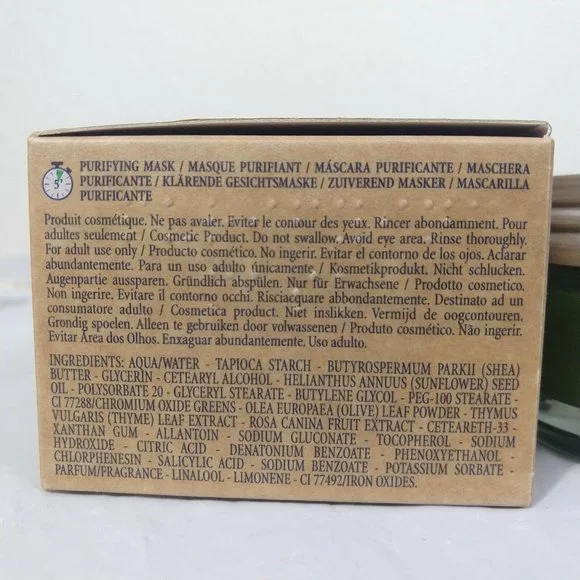 5'
PURIFYING MASK / MASQUE PURIFIANT / MÁSCARA PURIFICANTE / MASCHERA
PURIFICANTE / KLÄRENDE GESICHTSMASKE / ZUIVEREND MASKER / MASCARILLA
PURIFICANTE
Produit cosmétique. Ne pas avaler. Eviter le contour des yeux. Rincer abondamment. Pour
adultes seulement / Cosmetic Product. Do not swallow. Avoid eye area. Rinse thoroughly.
For adult use only / Producto cosmético. No ingerir. Evitar el contorno de los ojos. Aclarar
abundantemente. Para un uso adulto únicamente / Kosmetikprodukt. Nicht schlucken.
Augenpartie aussparen. Gründlich abspülen. Nur für Erwachsene / Prodotto cosmetico.
Non ingerire. Evitare il contorno occhi. Risciacquare abbondantemente. Destinato ad un
consumatore adulto / Cosmetica product. Niet inslikken. Vermijd de oogcontouren.
Grondig spoelen. Alleen te gebruiken door volwassenen / Produto cosmético. Não ingerir.
Evitar Área dos Olhos. Enxaguar abundantemente. Uso adulto.
INGREDIENTS: AQUA/WATER - TAPIOCA STARCH - BUTYROSPERMUM PARKII (SHEA)
BUTTER - GLYCERIN - CETEARYL ALCOHOL - HELIANTHUS ANNUUS (SUNFLOWER) SEED
OIL - POLYSORBATE 20 - GLYCERYL STEARATE - BUTYLENE GLYCOL - PEG-100 STEARATE -
CI 77288/CHROMIUM OXIDE GREENS - OLEA EUROPAEA (OLIVE) LEAF POWDER - THYMUS
VULGARIS (THYME) LEAF EXTRACT - ROSA CANINA FRUIT EXTRACT - CETEARETH-33 -
XANTHAN GUM - ALLANTOIN - SODIUM GLUCONATE - TOCOPHEROL - SODIUM
HYDROXIDE - CITRIC ACID - DENATONIUM BENZOATE - PHENOXYETHANOL -
CHLORPHENESIN - SALICYLIC ACID - SODIUM BENZOATE - POTASSIUM SORBATE -
PARFUM/FRAGRANCE - LINALOOL - LIMONENE - CI 77492/IRON OXIDES.